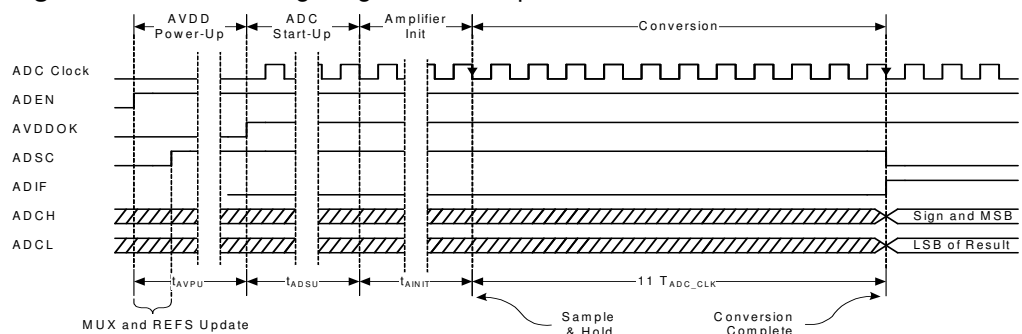 AVDD Power-Up
ADC Start-Up
Amplifier Init
Conversion
ADC Clock
ADEN
AVDDOK
ADSC
ADIF
ADCH
Sign and MSB
ADCL
LSB of Result
tAVPU
tADSU
tAINIT
11 TADC_CLK
MUX and REFS Update
Sample & Hold
Conversion Complete